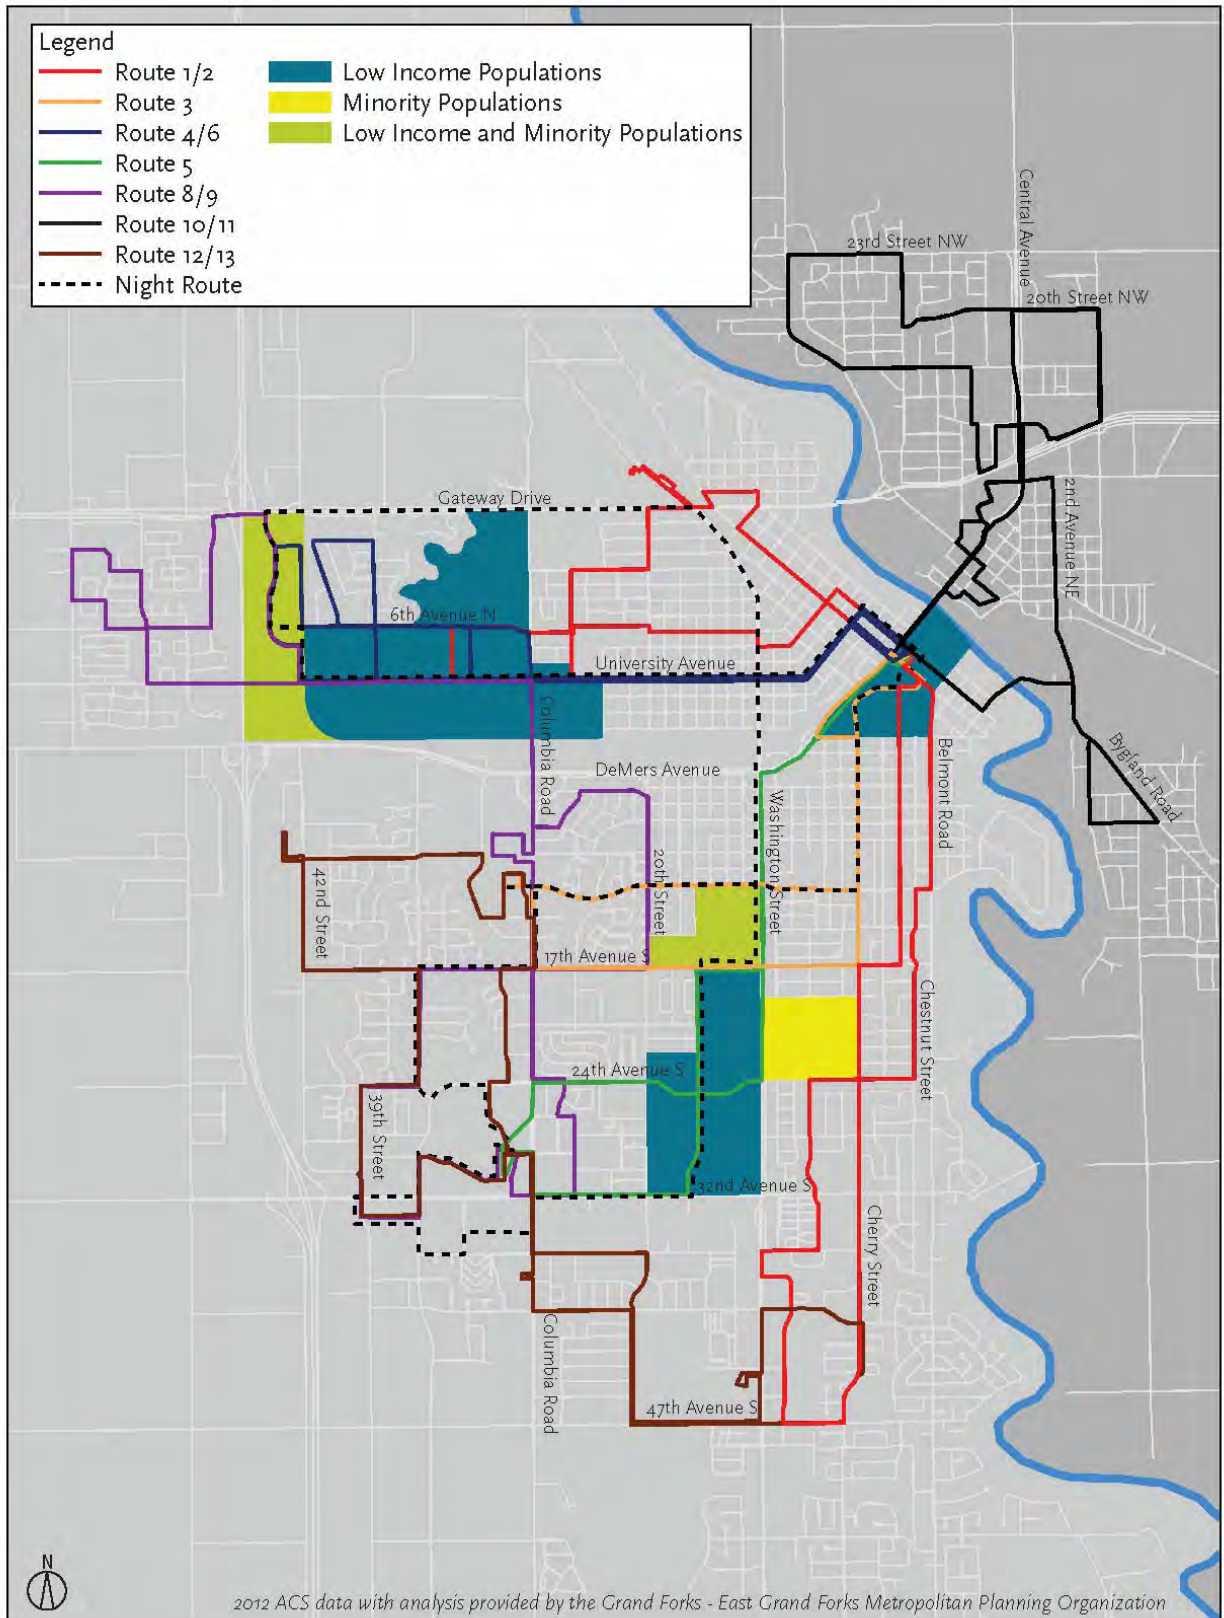 Legend
Route 1/2
Route 3
Route 4/6
Route 5
Route 8/9
Route 10/11
Route 12/13
Night Route
Low Income Populations
Minority Populations
Low Income and Minority Populations
Central Avenue
23rd Street NW
20th Street NW
2nd Avenue NE
Gateway Drive
6th Avenue N
University Avenue
Columbia Road
DeMers Avenue
Belmont Road
Bygland Road
Washington Street
20th Street
42nd Street
17th Avenue S
Chestnut Street
24th Avenue S
39th Street
32nd Avenue S
Cherry Street
Columbia Road
47th Avenue S
N
2012 ACS data with analysis provided by the Grand Forks - East Grand Forks Metropolitan Planning Organization